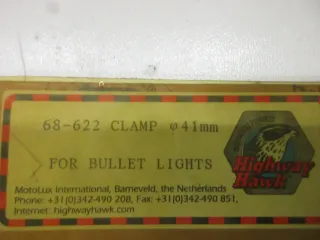 68-622 CLAMP φ41mm
FOR BULLET LIGHTS
Highway
Hawk
MotoLux International, Barneveld, the Netherlands
Phone: +31(0)342-490 208, Fax: +31(0)342-490 851,
Internet: highwayhawk.com